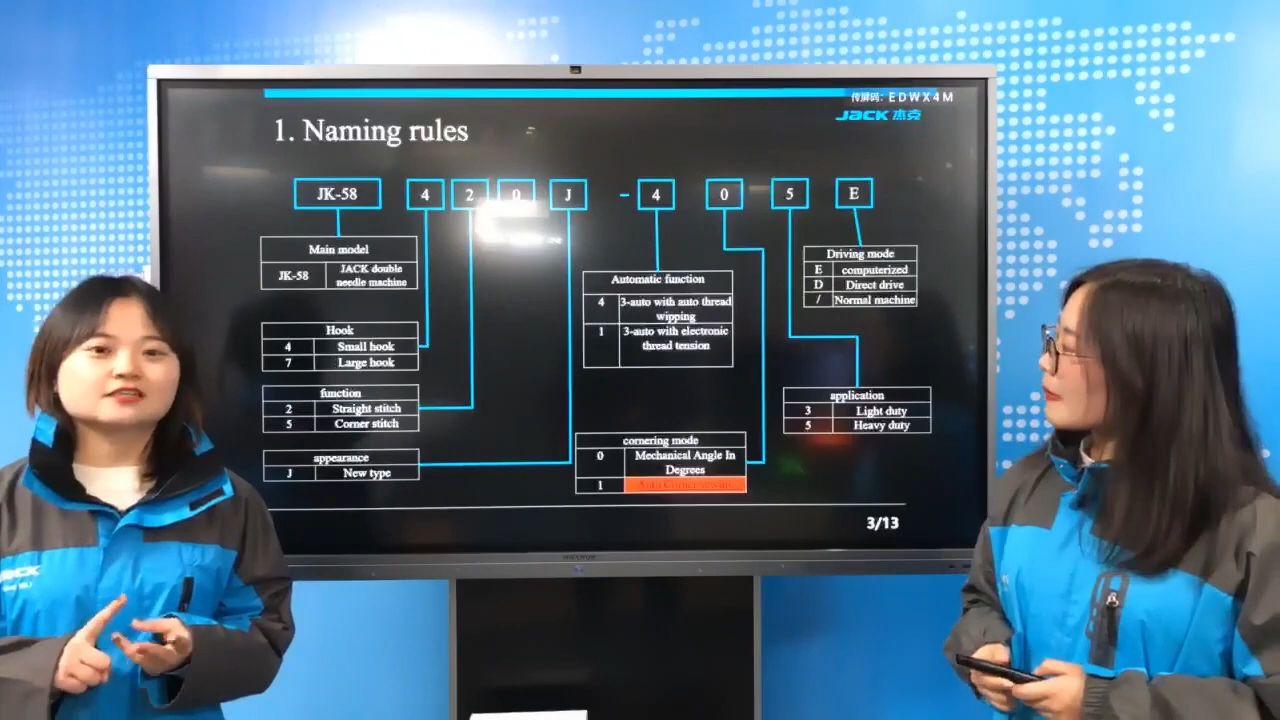 传屏码: EDWX4M
JACK 杰克
1. Naming rules
JK-58 4 2 0 J - 4 0 5 E
Main model
JK-58 JACK double needle machine
Hook
4 Small hook
7 Large hook
function
2 Straight stitch
5 Corner stitch
appearance
J New type
Automatic function
4 3-auto with auto thread wipping
1 3-auto with electronic thread tension
cornering mode
0 Mechanical Angle In Degrees
1
Driving mode
E computerized
D Direct drive
/ Normal machine
application
3 Light duty
5 Heavy duty
3/13
JACK